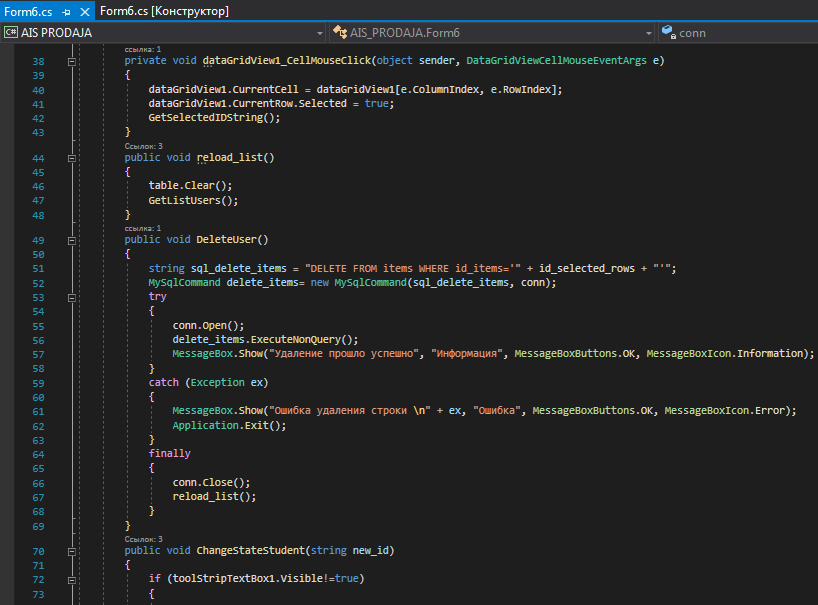 Form6.cs Form6.cs [Конструктор]
C# AIS PRODAJA AIS_PRODAJA.Form6 conn
ссылка: 1
38 private void dataGridView1_CellMouseClick(object sender, DataGridViewCellMouseEventArgs e)
39 {
40 dataGridView1.CurrentCell = dataGridView1[e.ColumnIndex, e.RowIndex];
41 dataGridView1.CurrentRow.Selected = true;
42 GetSelectedIDString();
43 }
Ссылок: 3
44 public void reload_list()
45 {
46 table.Clear();
47 GetListUsers();
48 }
ссылка: 1
49 public void DeleteUser()
50 {
51 string sql_delete_items = "DELETE FROM items WHERE id_items='" + id_selected_rows + "'";
52 MySqlCommand delete_items= new MySqlCommand(sql_delete_items, conn);
53 try
54 {
55 conn.Open();
56 delete_items.ExecuteNonQuery();
57 MessageBox.Show("Удаление прошло успешно", "Информация", MessageBoxButtons.OK, MessageBoxIcon.Information);
58 }
59 catch (Exception ex)
60 {
61 MessageBox.Show("Ошибка удаления строки \n" + ex, "Ошибка", MessageBoxButtons.OK, MessageBoxIcon.Error);
62 Application.Exit();
63 }
64 finally
65 {
66 conn.Close();
67 reload_list();
68 }
69 }
Ссылок: 3
70 public void ChangeStateStudent(string new_id)
71 {
72 if (toolStripTextBox1.Visible!=true)
73 {